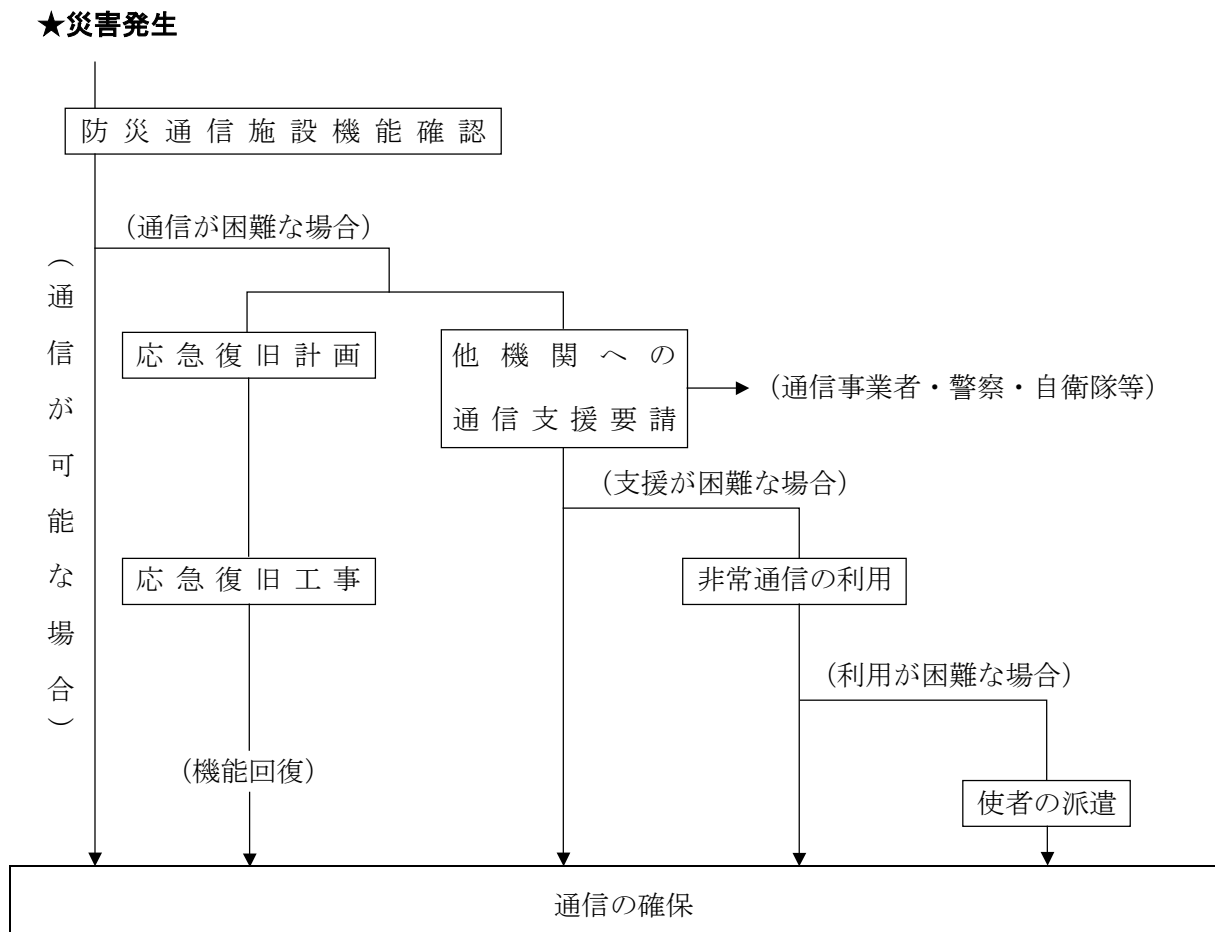 ★災害発生
防災通信施設機能確認
（通信が困難な場合）
（通信が可能な場合）
応急復旧計画
他機関への
通信支援要請
（通信事業者・警察・自衛隊等）
（支援が困難な場合）
応急復旧工事
非常通信の利用
（利用が困難な場合）
（機能回復）
使者の派遣
通信の確保